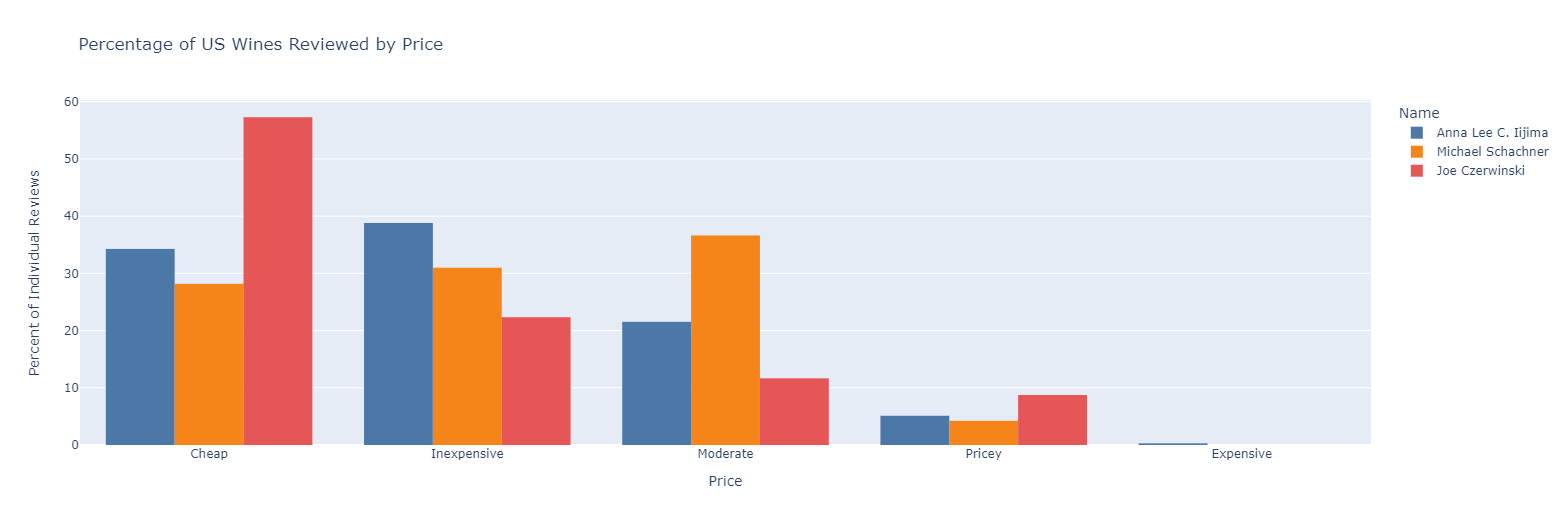 Percentage of US Wines Reviewed by Price
Percent of Individual Reviews
60
50
40
30
20
10
0
Cheap
Inexpensive
Moderate
Pricey
Expensive
Price
Name
Anna Lee C. Iijima
Michael Schachner
Joe Czerwinski